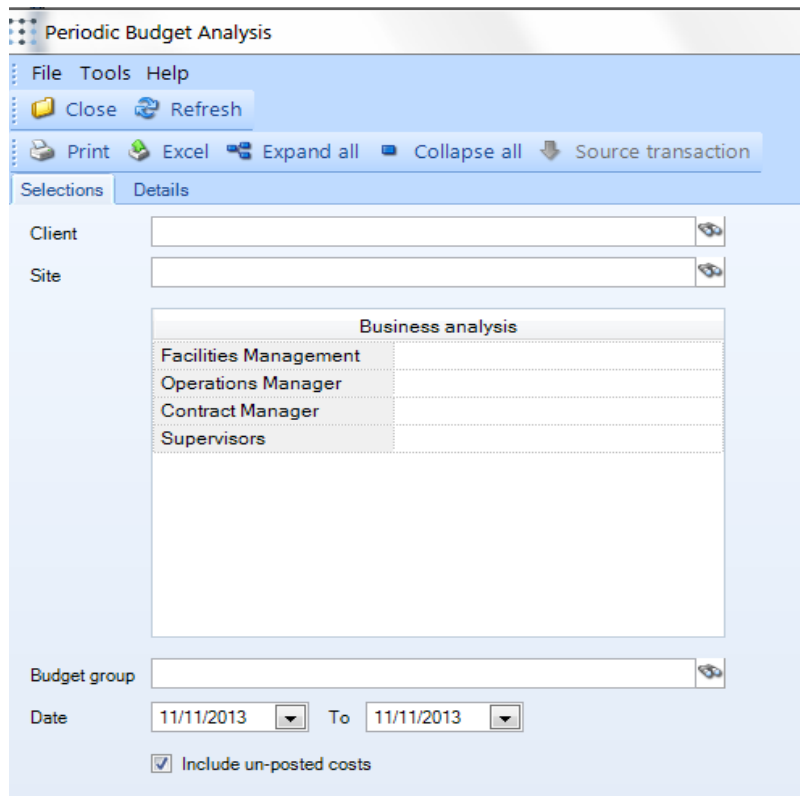 Periodic Budget Analysis
File Tools Help
Close Refresh
Print Excel Expand all Collapse all Source transaction
Selections Details
Client
Site
Business analysis
Facilities Management
Operations Manager
Contract Manager
Supervisors
Budget group
Date 11/11/2013 To 11/11/2013
Include un-posted costs